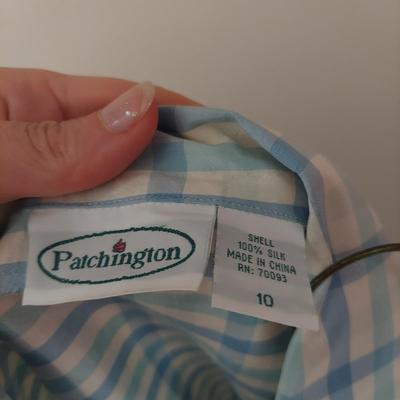 Patchington
SHELL
100% SILK
MADE IN CHINA
RN: 70093
10